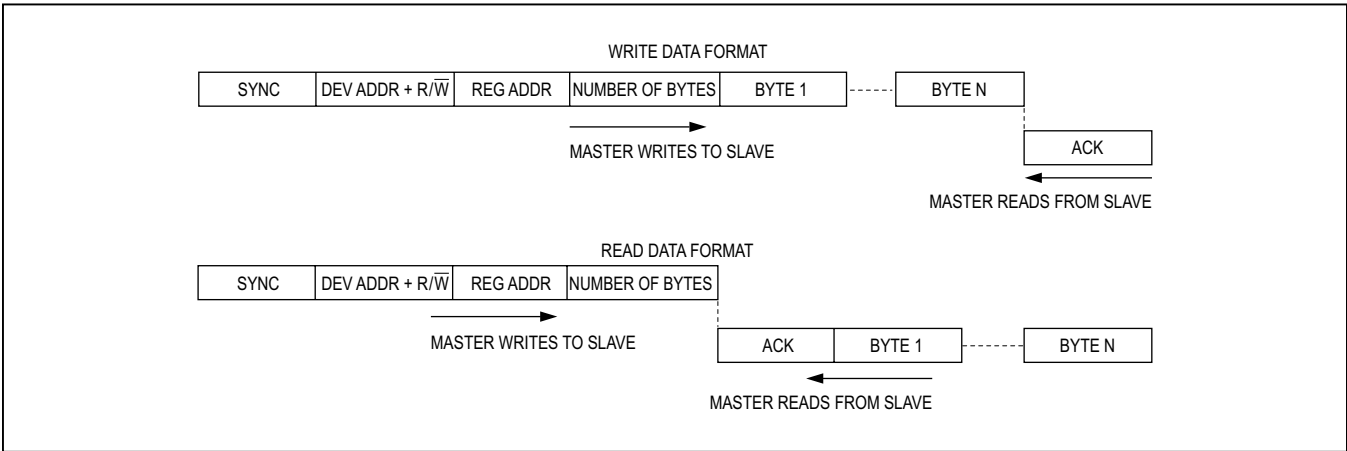 WRITE DATA FORMAT
SYNC DEV ADDR + R/W̅ REG ADDR NUMBER OF BYTES BYTE 1 BYTE N
MASTER WRITES TO SLAVE
ACK
MASTER READS FROM SLAVE
READ DATA FORMAT
SYNC DEV ADDR + R/W̅ REG ADDR NUMBER OF BYTES
MASTER WRITES TO SLAVE
ACK BYTE 1 BYTE N
MASTER READS FROM SLAVE